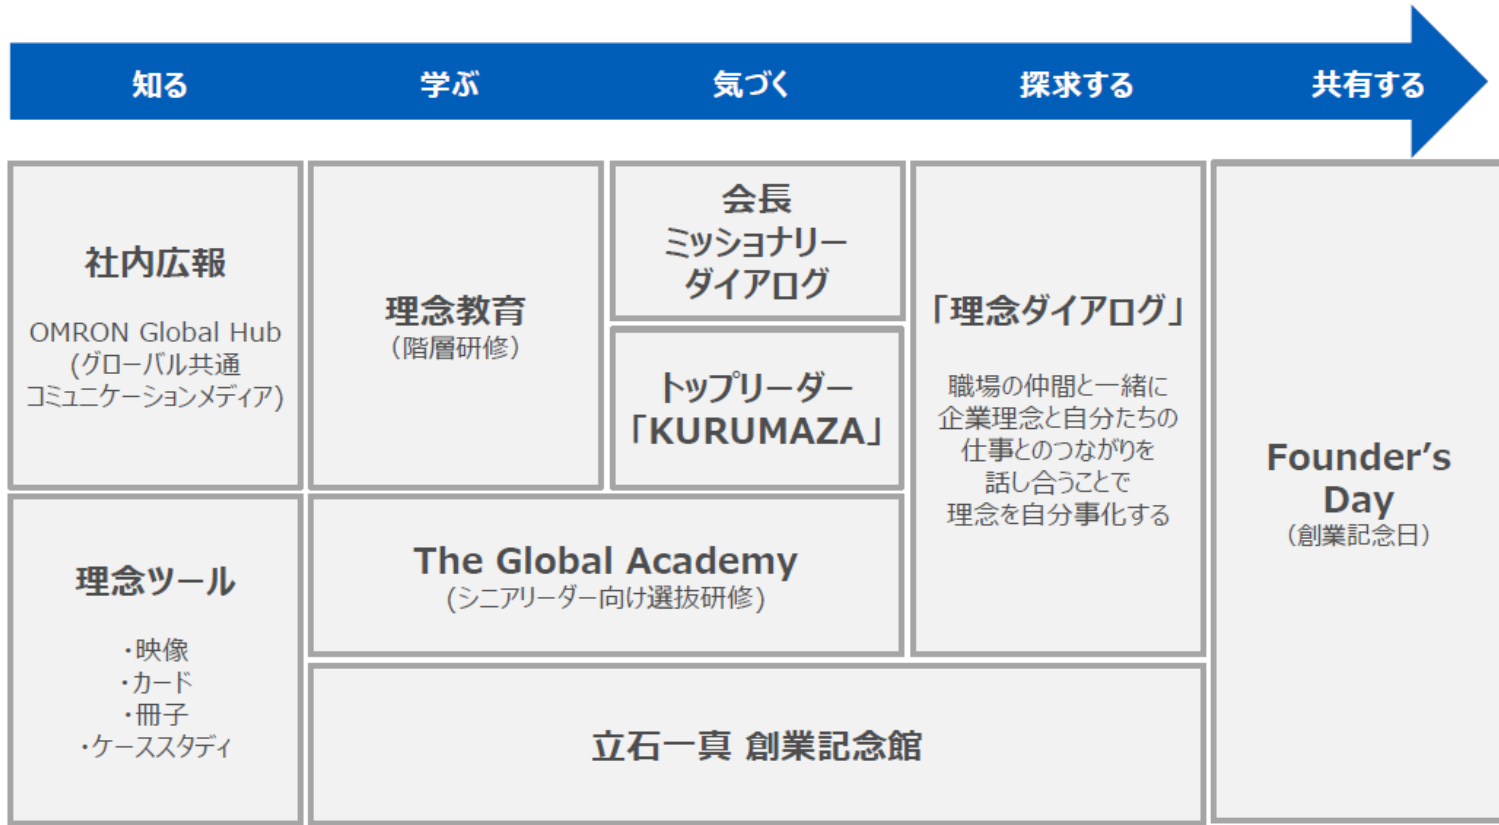 知る
学ぶ
気づく
探求する
共有する
社内広報
OMRON Global Hub
(グローバル共通
コミュニケーションメディア)
理念ツール
・映像
・カード
・冊子
・ケーススタディ
理念教育
（階層研修）
会長
ミッショナリー
ダイアログ
トップリーダー
「KURUMAZA」
The Global Academy
(シニアリーダー向け選抜研修)
「理念ダイアログ」
職場の仲間と一緒に
企業理念と自分たちの
仕事とのつながりを
話し合うことで
理念を自分事化する
立石一真 創業記念館
Founder’s
Day
（創業記念日）